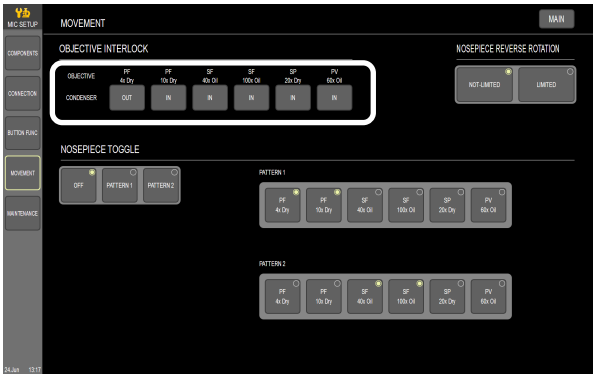 MIC SETUP
MOVEMENT
MAIN
COMPONENTS
CONNECTION
BUTTON FUNC
MOVEMENT
MAINTENANCE
24.Jun 13:17
OBJECTIVE INTERLOCK
OBJECTIVE PF PF SF SF SP PV
4x Dry 10x Dry 40x Oil 100x Oil 20x Dry 60x Oil
CONDENSER OUT IN IN IN IN IN
NOSEPIECE REVERSE ROTATION
NOT-LIMITED LIMITED
NOSEPIECE TOGGLE
OFF PATTERN 1 PATTERN 2
PATTERN 1
PF PF SF SF SP PV
4x Dry 10x Dry 40x Oil 100x Oil 20x Dry 60x Oil
PATTERN 2
PF PF SF SF SP PV
4x Dry 10x Dry 40x Oil 100x Oil 20x Dry 60x Oil